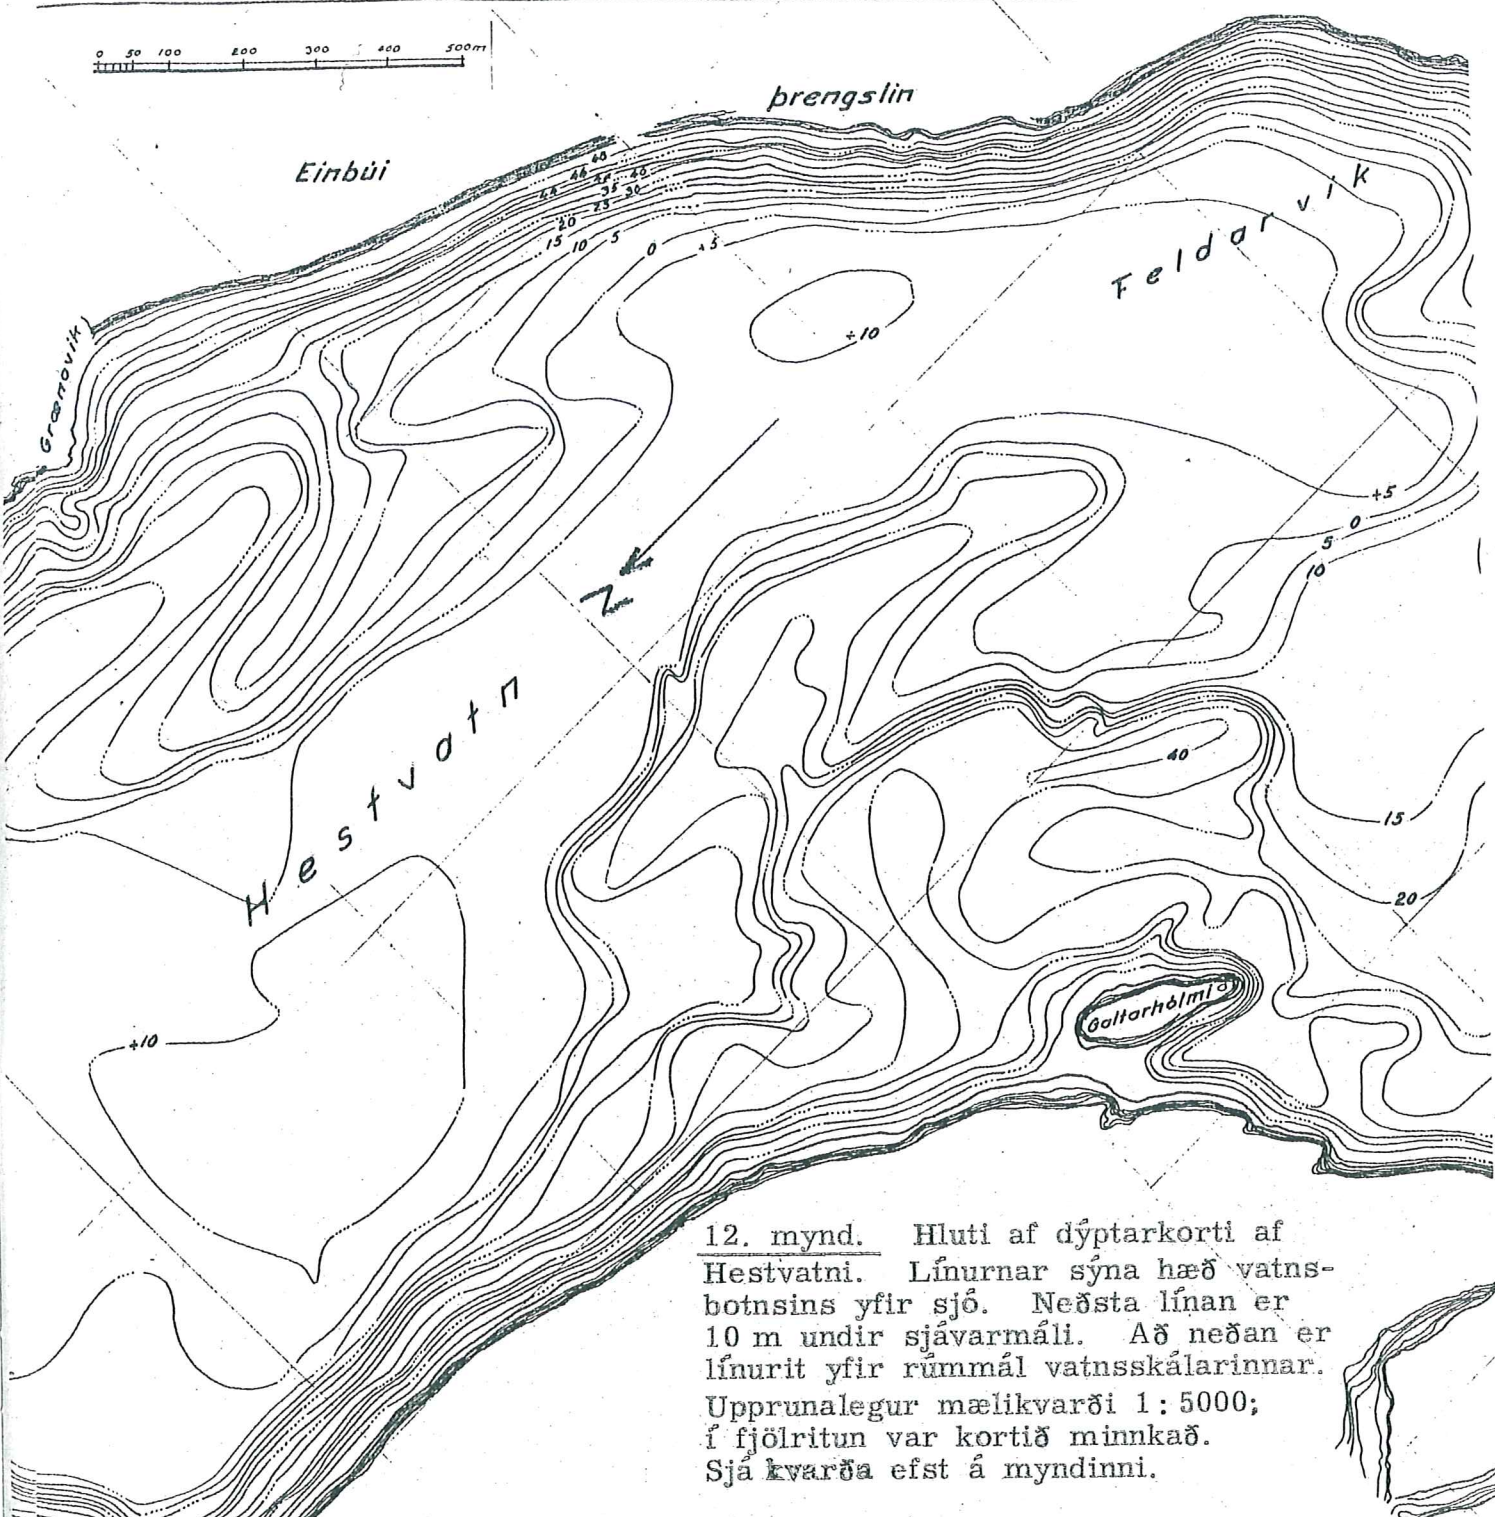 0 50 100 200 300 400 500m
Þrengslin
Einbúi
48
46
44 45 40
35 30
25
20
15 10 5 0 ÷5
Feldarvik
÷10
Grænavik
÷5
0
5
10
N
Hestvatn
40
15
20
Galtarhólmi
÷10
12. mynd. Hluti af dýptarkorti af
Hestvatni. Línurnar sýna hæð vatns-
botnsins yfir sjó. Neðsta línan er
10 m undir sjávarmáli. Að neðan er
línurit yfir rúmmál vatnsskálarinnar.
Upprunalegur mælikvarði 1 : 5000;
í fjölritun var kortið minnkað.
Sjá kvarða efst á myndinni.